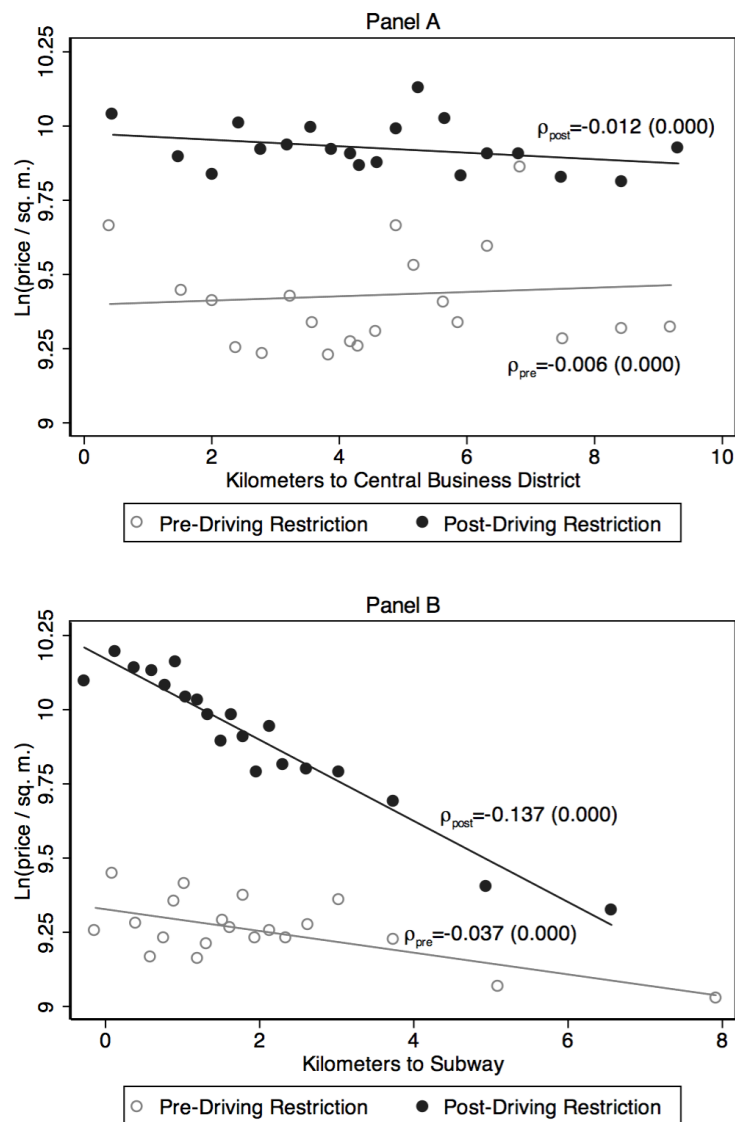 Panel A
Ln(price / sq. m.)
10.25
10
9.75
9.5
9.25
9
ρpost=-0.012 (0.000)
ρpre=-0.006 (0.000)
0 2 4 6 8 10
Kilometers to Central Business District
Pre-Driving Restriction Post-Driving Restriction
Panel B
Ln(price / sq. m.)
10.25
10
9.75
9.5
9.25
9
ρpost=-0.137 (0.000)
ρpre=-0.037 (0.000)
0 2 4 6 8
Kilometers to Subway
Pre-Driving Restriction Post-Driving Restriction